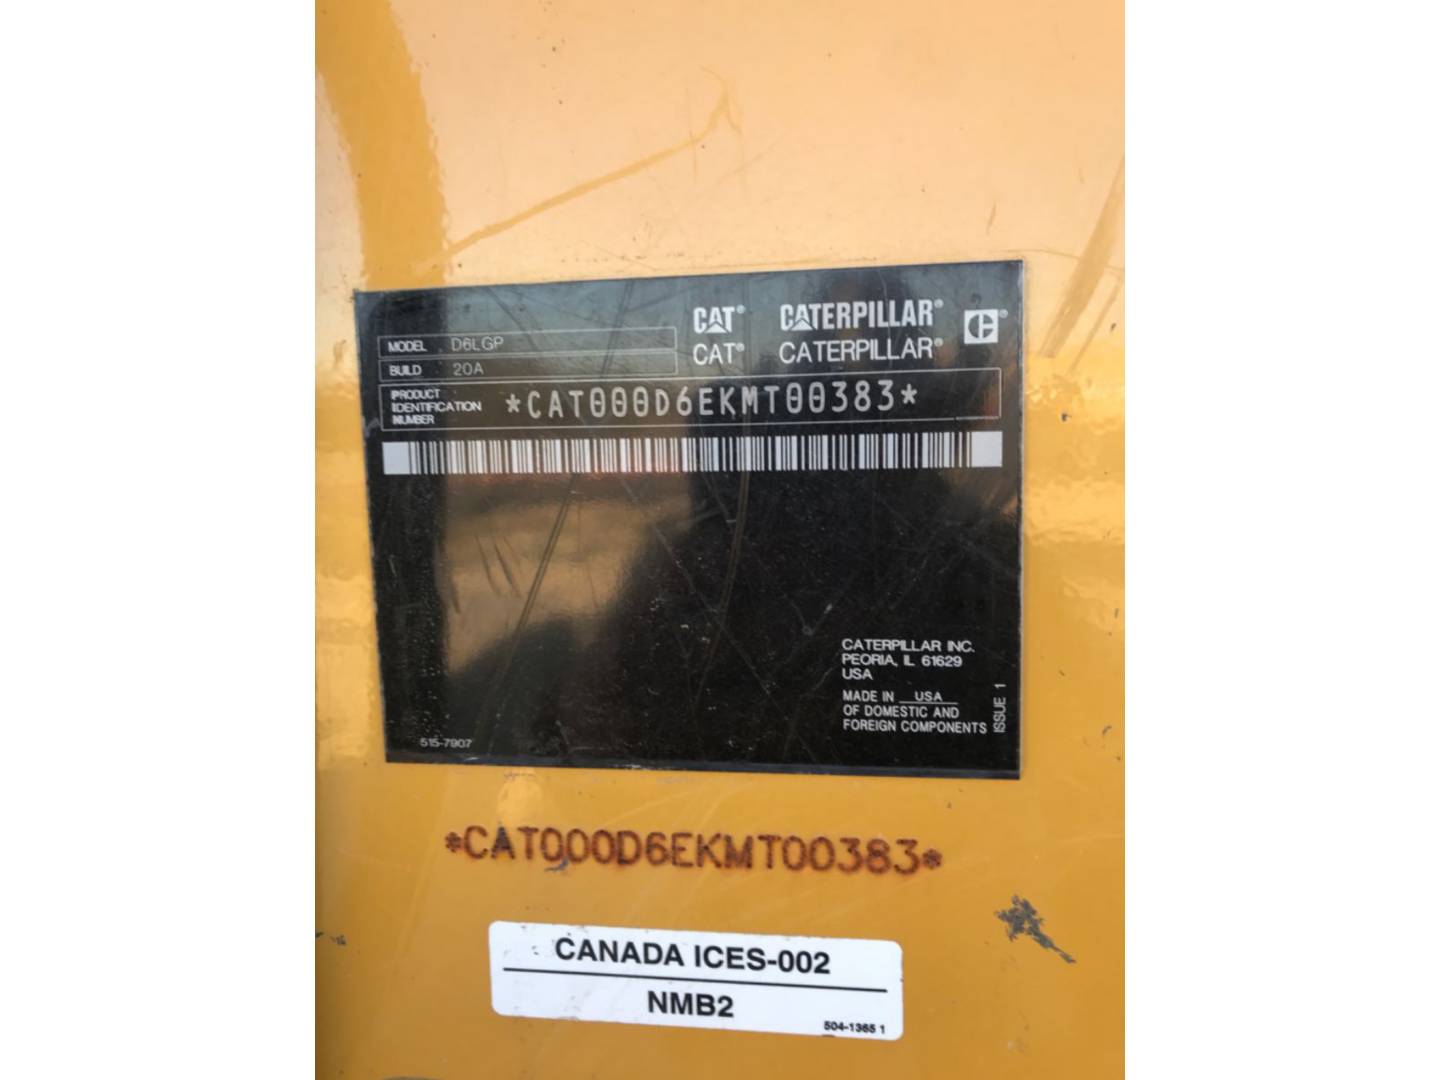 CAT® CATERPILLAR®
CAT® CATERPILLAR®
MODEL D6LGP
BUILD 20A
PRODUCT
IDENTIFICATION
NUMBER
*CAT000D6EKMT00383*
CATERPILLAR INC.
PEORIA, IL 61629
USA
MADE IN USA
OF DOMESTIC AND
FOREIGN COMPONENTS
ISSUE 1
515-7907
*CAT000D6EKMT00383*
CANADA ICES-002
NMB2
504-1365 1